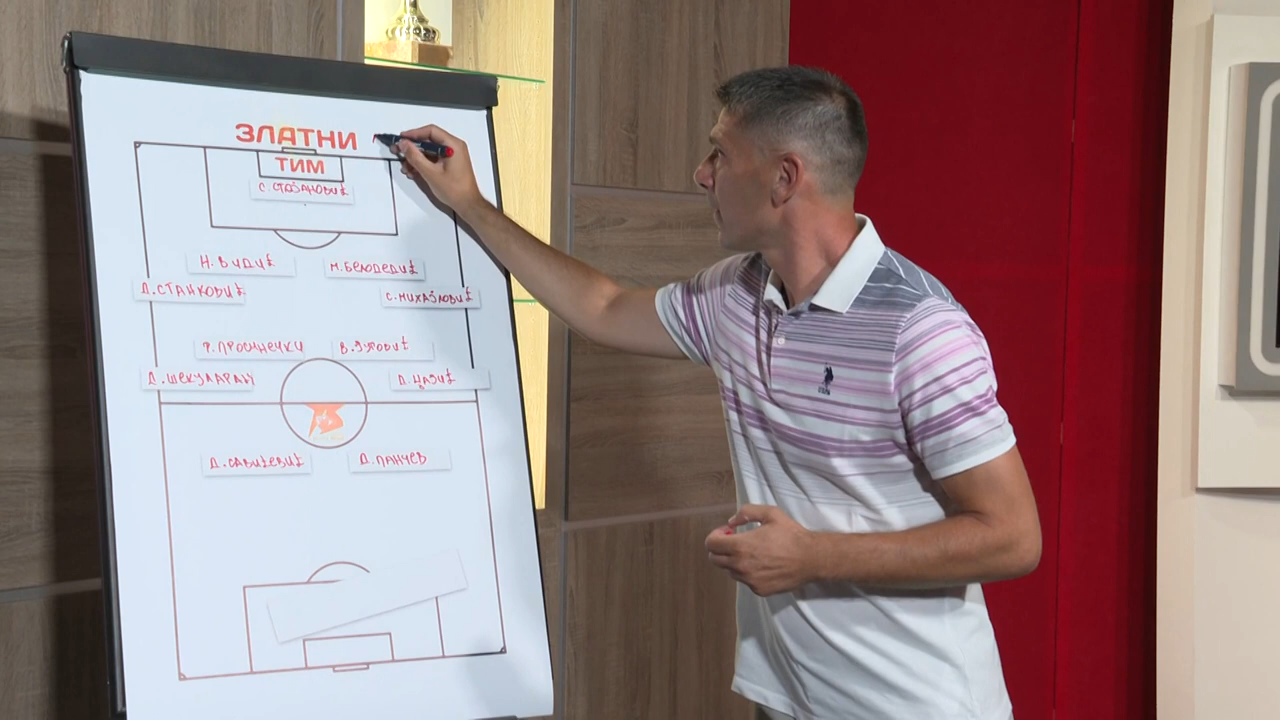 ЗЛАТНИ
ТИМ
С. СТОЈАНОВИЋ
Н. ВИДИЋ
М. БЕЛОДЕДИЋ
Д. СТАНКОВИЋ
С. МИХАЈЛОВИЋ
Р. ПРОСИНЕЧКИ
В. ЈУГОВИЋ
Д. ШЕКУЛАРАЦ
Д. ЏАЈИЋ
Д. САВИЋЕВИЋ
Д. ПАНЧЕВ